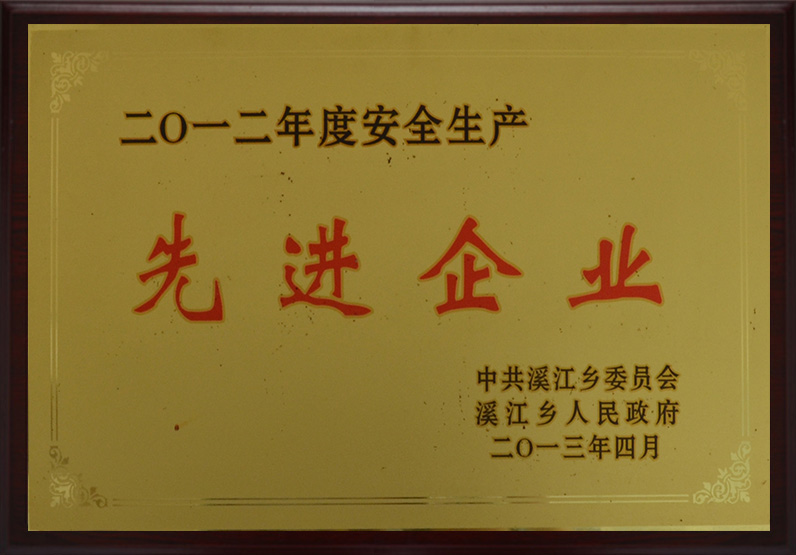 二〇一二年度安全生产
先进企业
中共溪江乡委员会
溪江乡人民政府
二〇一三年四月